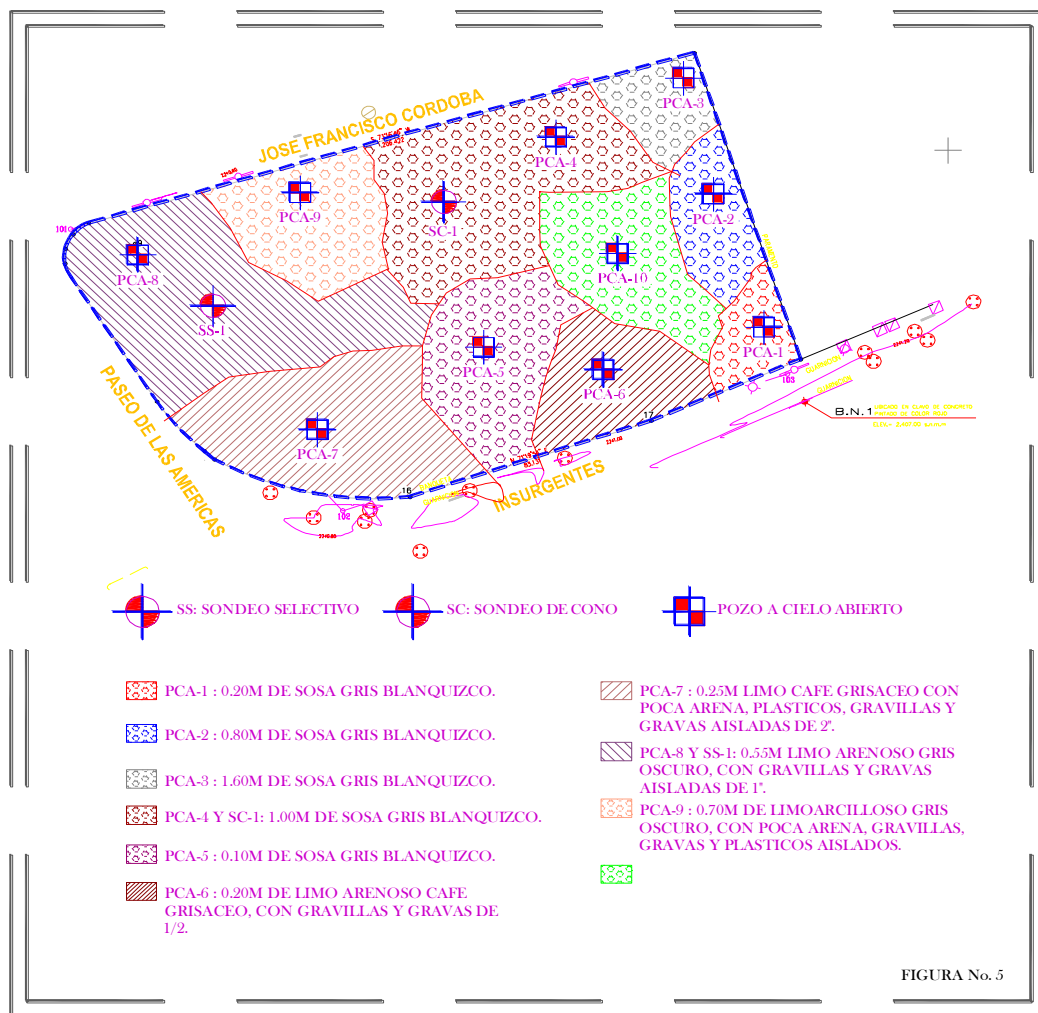 JOSE FRANCISCO CORDOBA
PCA-3
PCA-4
PCA-9
PCA-2
SC-1
PCA-8
PCA-10
SS-1
PCA-1
PCA-5
PCA-6
PCA-7
PASEO DE LAS AMERICAS
INSURGENTES
16
17
102
103
B.N.1
SS: SONDEO SELECTIVO
SC: SONDEO DE CONO
POZO A CIELO ABIERTO
PCA-1 : 0.20M DE SOSA GRIS BLANQUIZCO.
PCA-2 : 0.80M DE SOSA GRIS BLANQUIZCO.
PCA-3 : 1.60M DE SOSA GRIS BLANQUIZCO.
PCA-4 Y SC-1: 1.00M DE SOSA GRIS BLANQUIZCO.
PCA-5 : 0.10M DE SOSA GRIS BLANQUIZCO.
PCA-6 : 0.20M DE LIMO ARENOSO CAFE
GRISACEO, CON GRAVILLAS Y GRAVAS DE
1/2.
PCA-7 : 0.25M LIMO CAFE GRISACEO CON
POCA ARENA, PLASTICOS, GRAVILLAS Y
GRAVAS AISLADAS DE 2".
PCA-8 Y SS-1: 0.55M LIMO ARENOSO GRIS
OSCURO, CON GRAVILLAS Y GRAVAS
AISLADAS DE 1".
PCA-9 : 0.70M DE LIMOARCILLOSO GRIS
OSCURO, CON POCA ARENA, GRAVILLAS,
GRAVAS Y PLASTICOS AISLADOS.
FIGURA No. 5